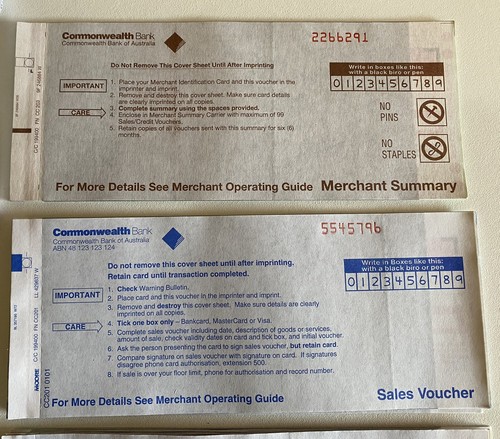 Commonwealth Bank
Commonwealth Bank of Australia
2266291
Do Not Remove This Cover Sheet Until After Imprinting
IMPORTANT
CARE
1. Place your Merchant Identification Card and this voucher in the
imprinter and imprint.
2. Remove and destroy this cover sheet. Make sure card details
are clearly imprinted on all copies.
3. Complete summary using the spaces provided.
4. Enclose in Merchant Summary Carrier with maximum of 99
Sales/Credit Vouchers.
5. Retain copies of all vouchers sent with this summary for six (6)
months.
Write in boxes like this:
with a black biro or pen
0 1 2 3 4 5 6 7 8 9
NO
PINS
NO
STAPLES
For More Details See Merchant Operating Guide Merchant Summary
Commonwealth Bank
Commonwealth Bank of Australia
ABN 48 123 123 124
5545796
Do not remove this cover sheet until after imprinting.
Retain card until transaction completed.
IMPORTANT
CARE
1. Check Warning Bulletin.
2. Place card and this voucher in the imprinter and imprint.
3. Remove and destroy this cover sheet. Make sure details are clearly
imprinted on all copies.
4. Tick one box only – Bankcard, MasterCard or Visa.
5. Complete sales voucher including date, description of goods or services,
amount of sale, check validity dates on card and tick box, and initial voucher.
6. Ask the person presenting the card to sign sales voucher, but retain card.
7. Compare signature on sales voucher with signature on card. If signatures
disagree phone card authorisation, extension 500.
8. If sale is over your floor limit, phone for authorisation and record number.
Write in Boxes like this:
with a black biro or pen
0 1 2 3 4 5 6 7 8 9
MOORE
CC201 0101
For More Details See Merchant Operating Guide
Sales Voucher